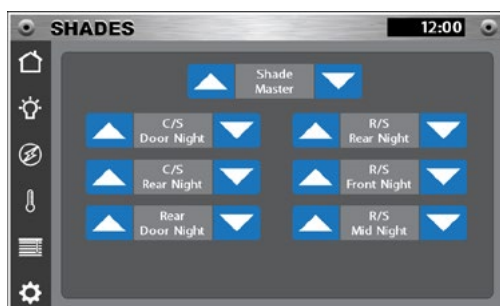 SHADES
12:00
Shade
Master
C/S
Door Night
R/S
Rear Night
C/S
Rear Night
R/S
Front Night
Rear
Door Night
R/S
Mid Night